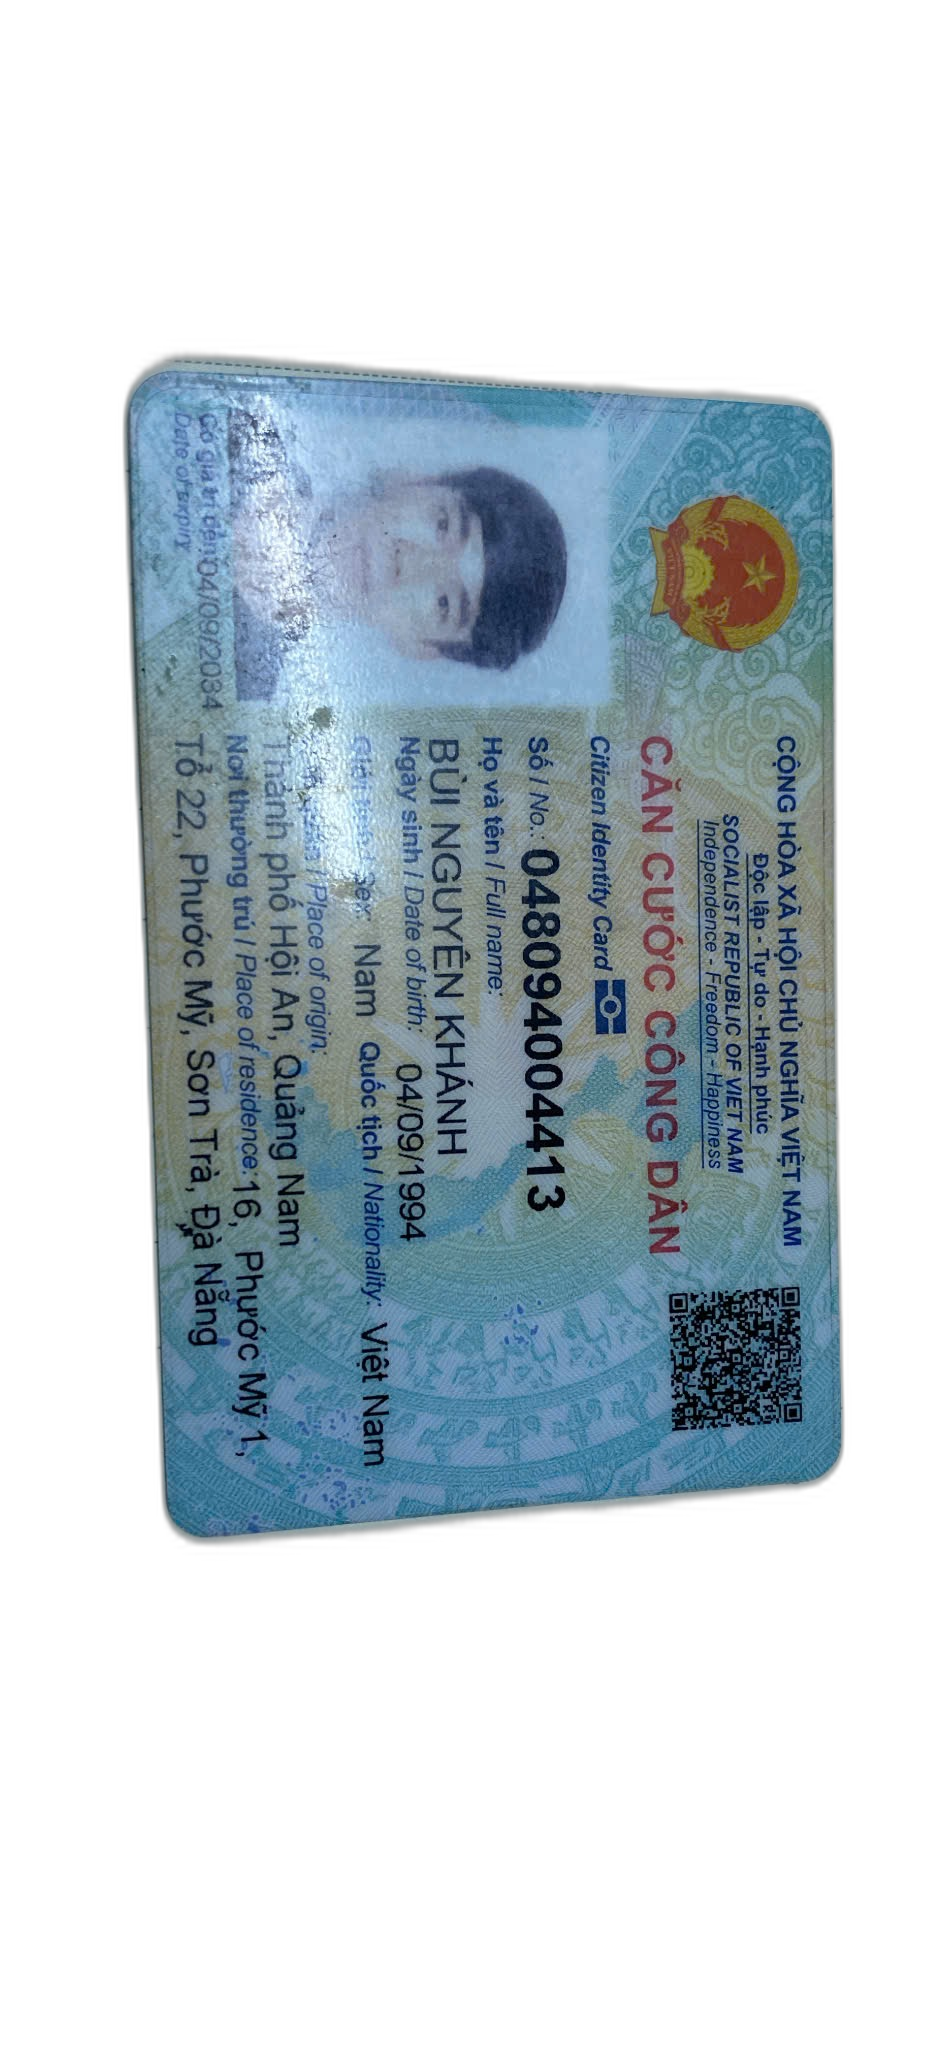 CỘNG HÒA XÃ HỘI CHỦ NGHĨA VIỆT NAM
Độc lập - Tự do - Hạnh phúc
SOCIALIST REPUBLIC OF VIET NAM
Independence - Freedom - Happiness
CĂN CƯỚC CÔNG DÂN
Citizen Identity Card
Số / No.: 048094004413
Họ và tên / Full name:
BÙI NGUYÊN KHÁNH
Ngày sinh / Date of birth: 04/09/1994
Sex: Nam Quốc tịch / Nationality: Việt Nam
/ Place of origin:
Thành phố Hội An, Quảng Nam
Nơi thường trú / Place of residence: 16, Phước Mỹ 1,
Tổ 22, Phước Mỹ, Sơn Trà, Đà Nẵng
Có giá trị đến: 04/09/2034
Date of expiry